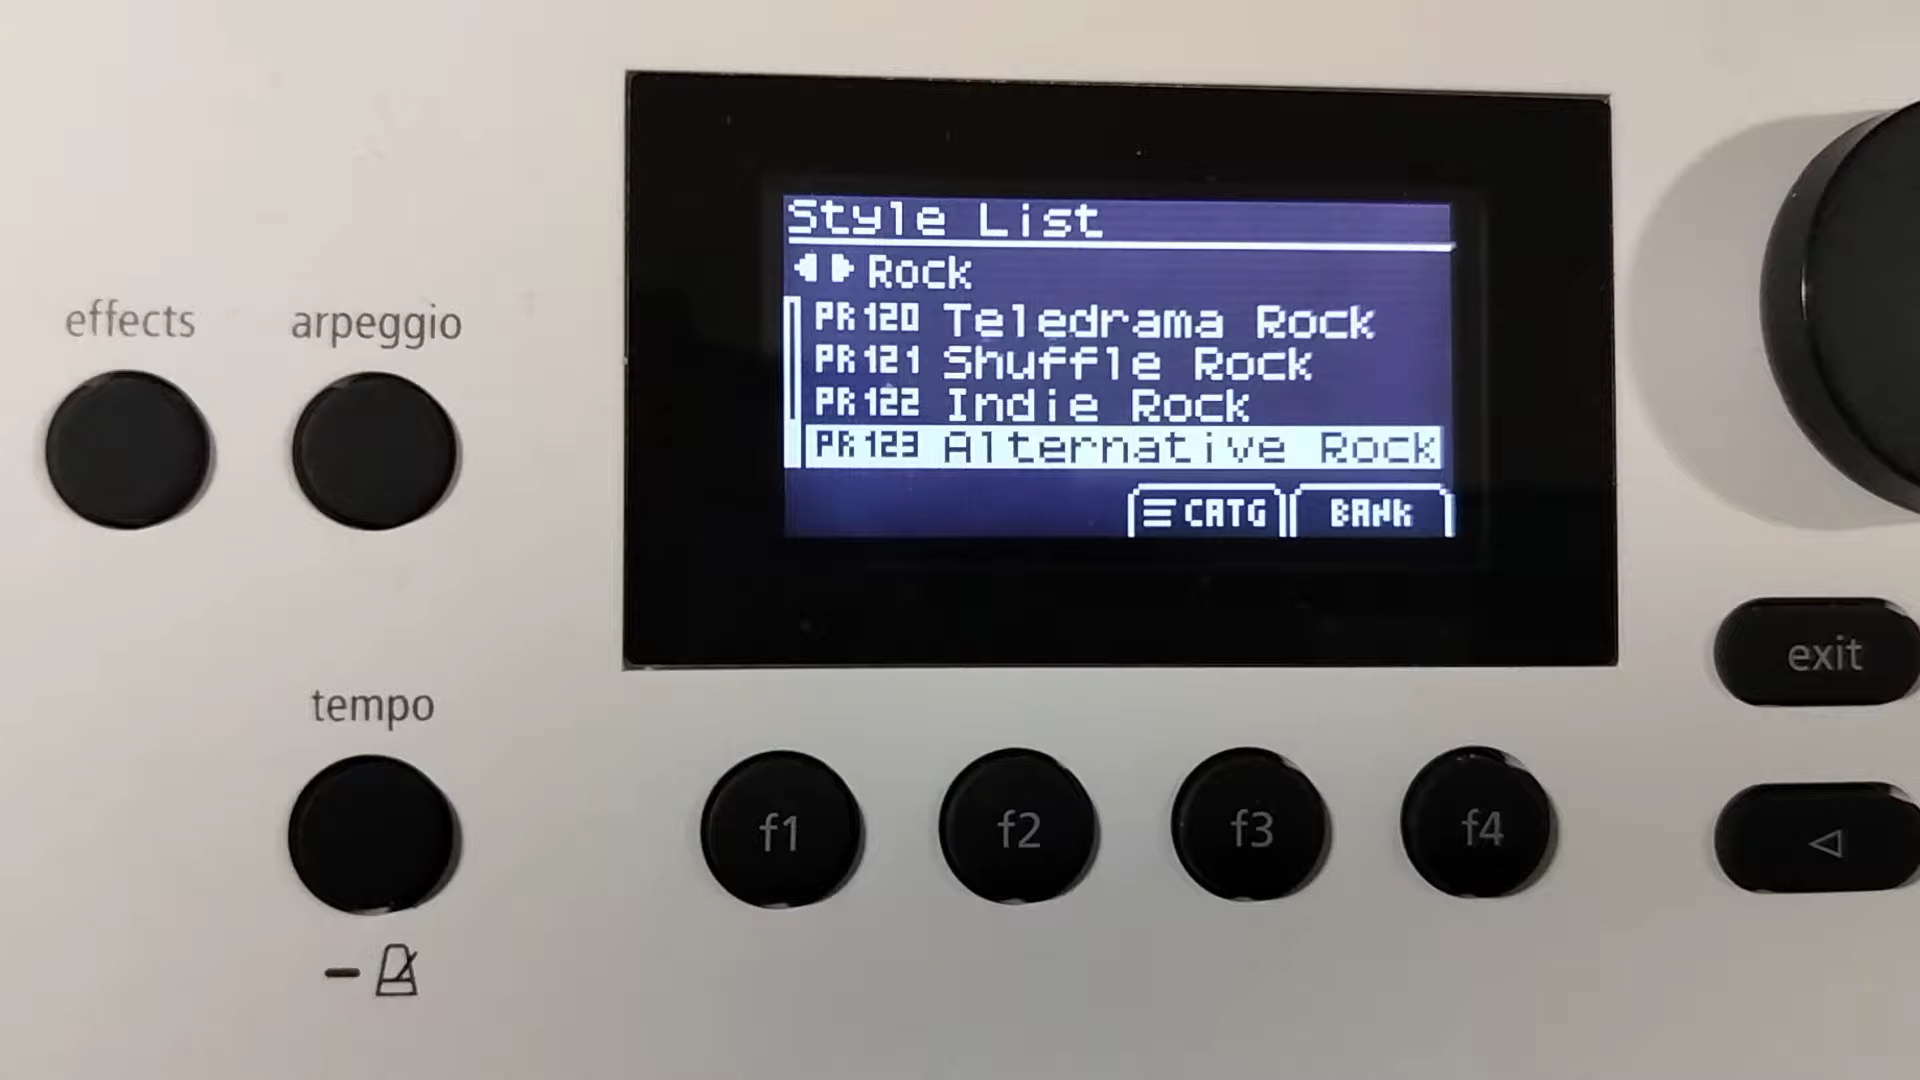 Style List
Rock
PR120 Teledrama Rock
PR121 Shuffle Rock
PR122 Indie Rock
PR123 Alternative Rock
CATG BANK
effects arpeggio
tempo
exit
f1 f2 f3 f4